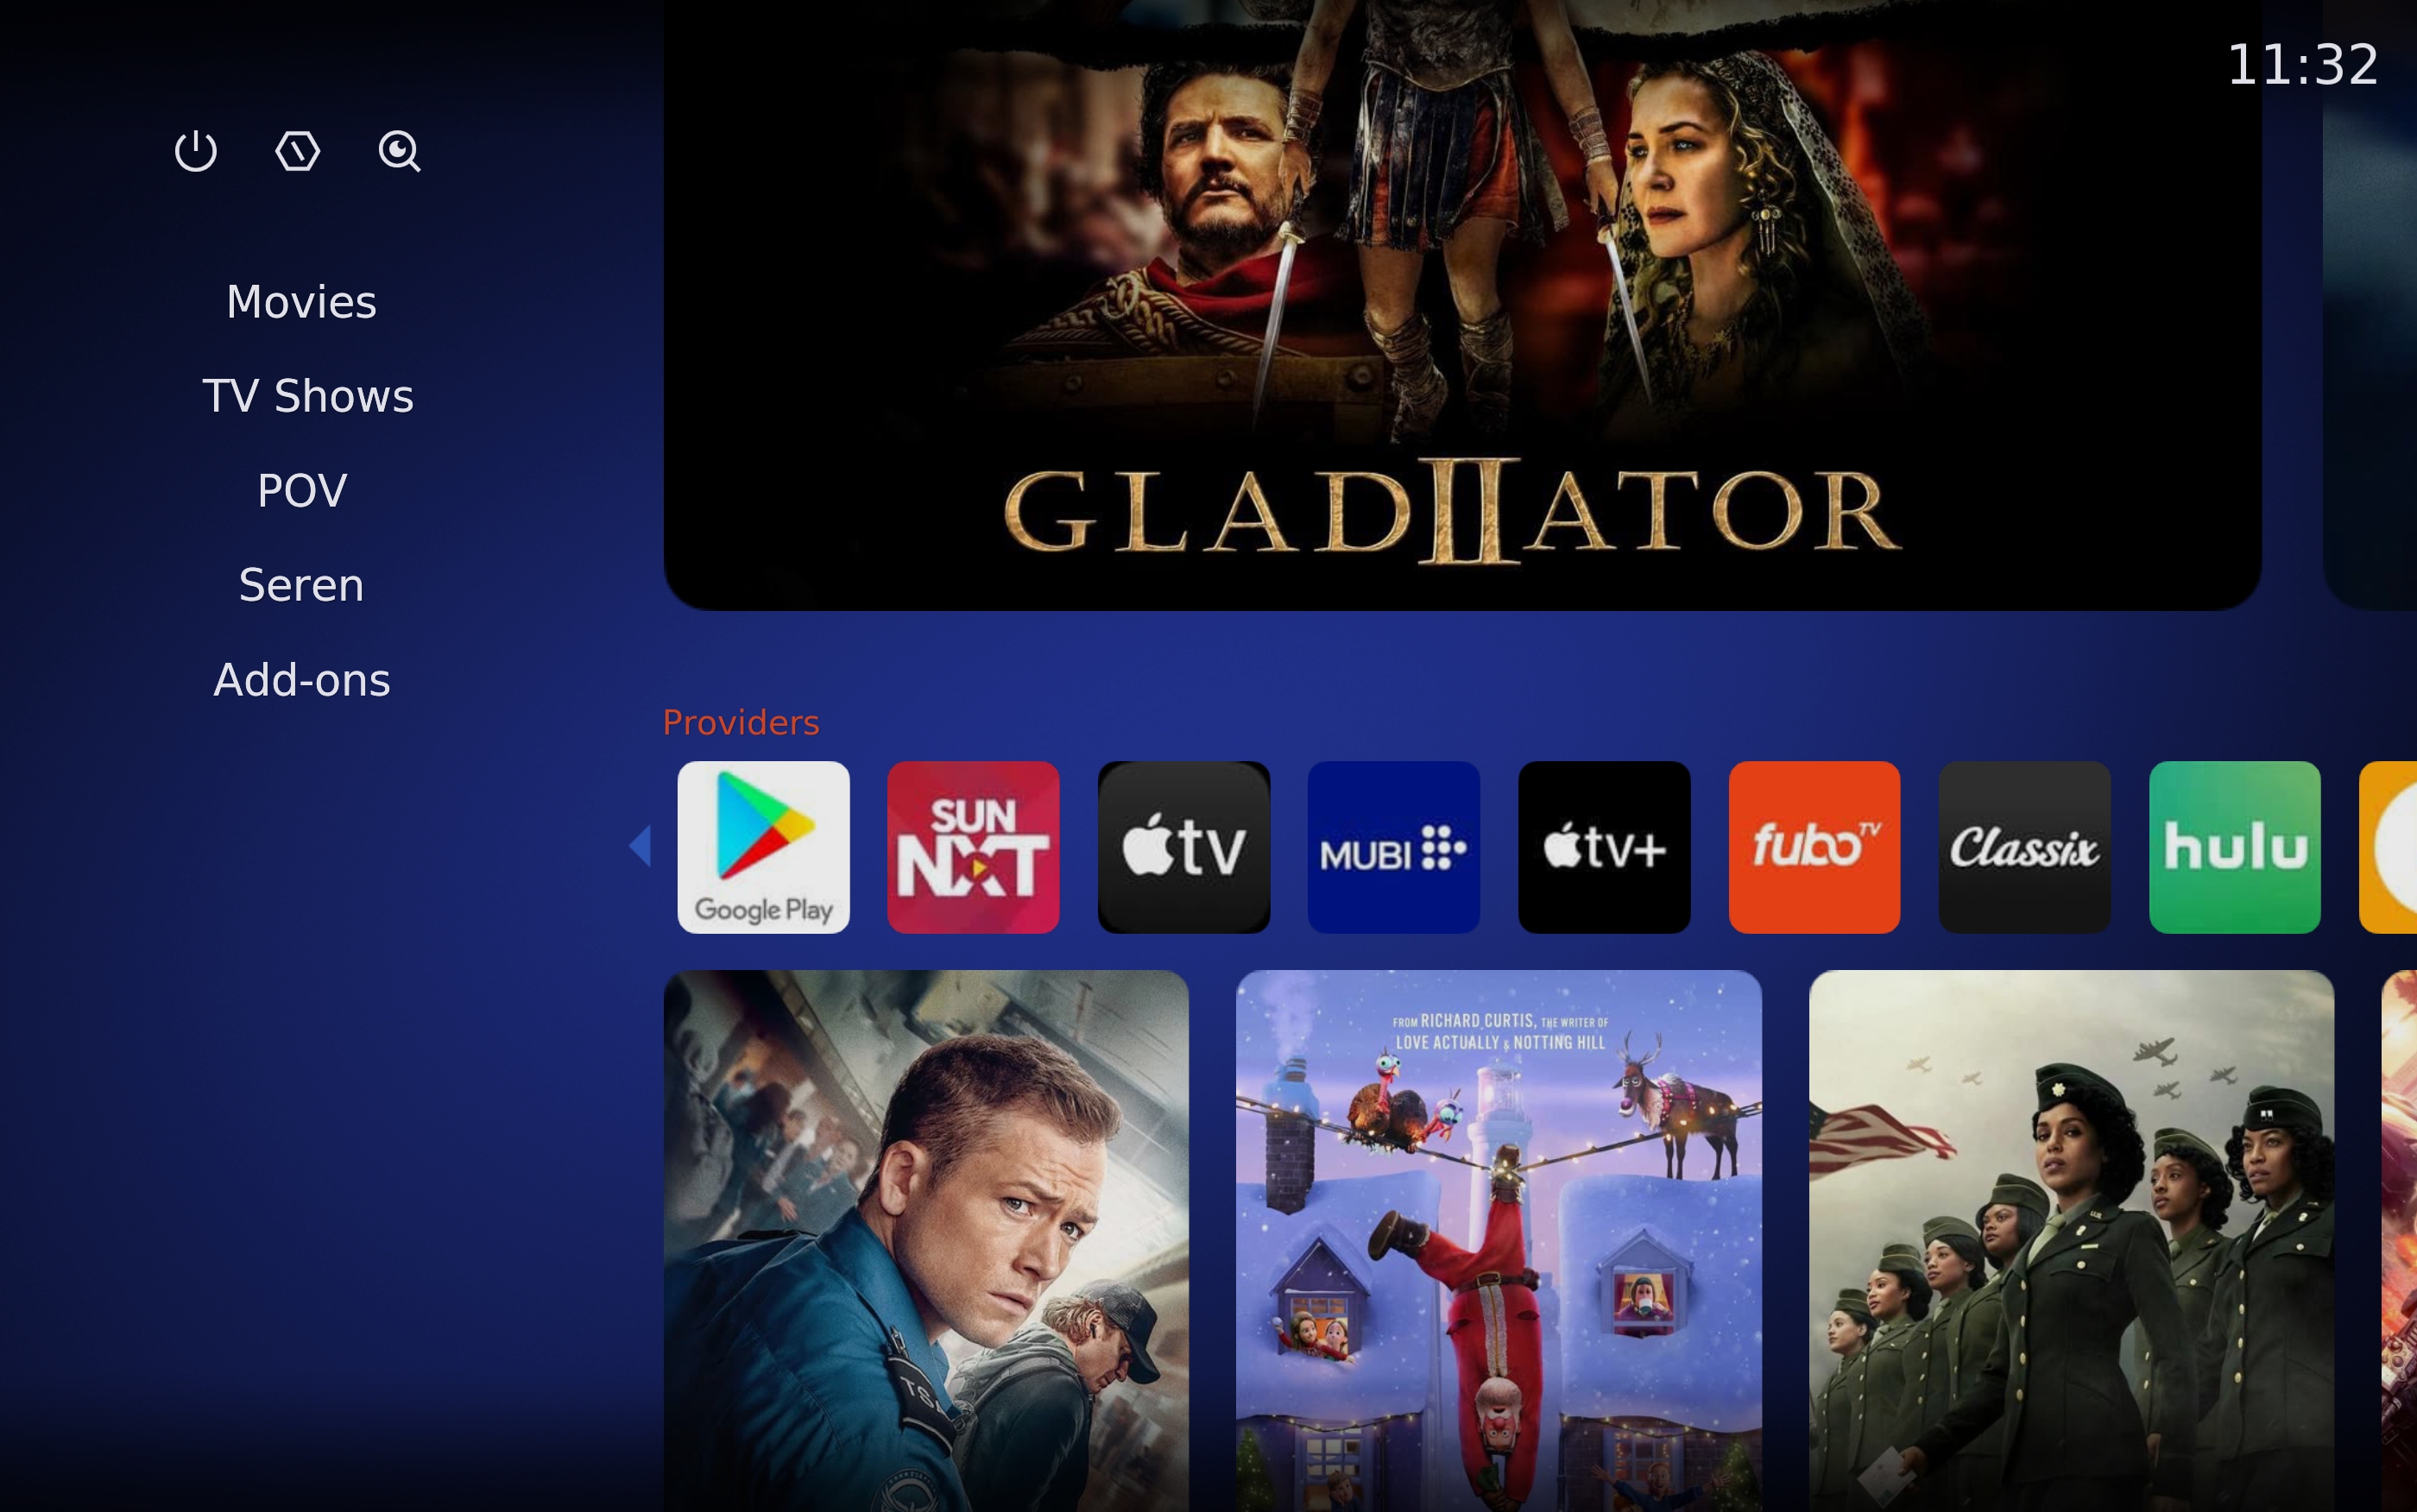 11:32
Movies
TV Shows
POV
Seren
Add-ons
GLADIIATOR
Providers
Google Play
SUN
NXT
tv
MUBI
tv+
fubo TV
Classix
hulu
FROM RICHARD CURTIS, THE WRITER OF
LOVE ACTUALLY & NOTTING HILL